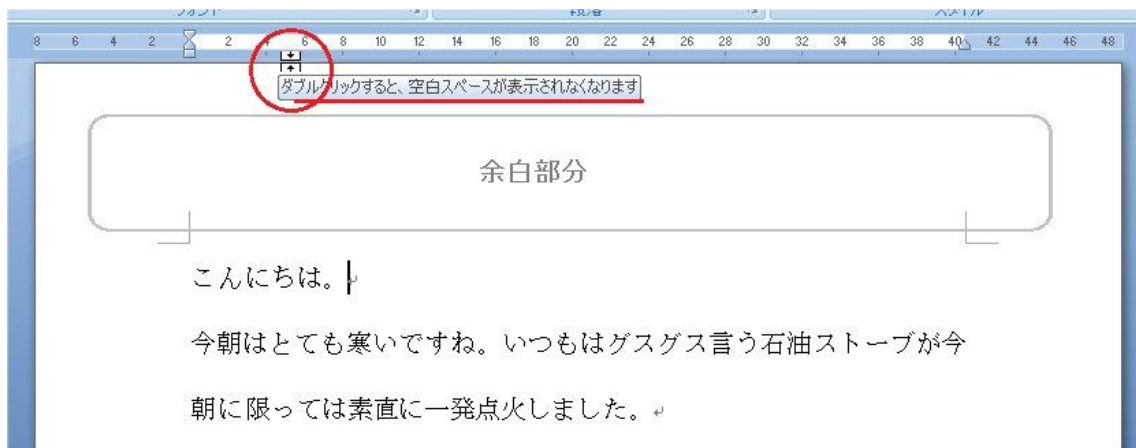 フォント 段落 スタイル
8 6 4 2 2 4 6 8 10 12 14 16 18 20 22 24 26 28 30 32 34 36 38 40 42 44 46 48
ダブルクリックすると、空白スペースが表示されなくなります
余白部分
こんにちは。
今朝はとても寒いですね。いつもはグスグス言う石油ストーブが今
朝に限っては素直に一発点火しました。